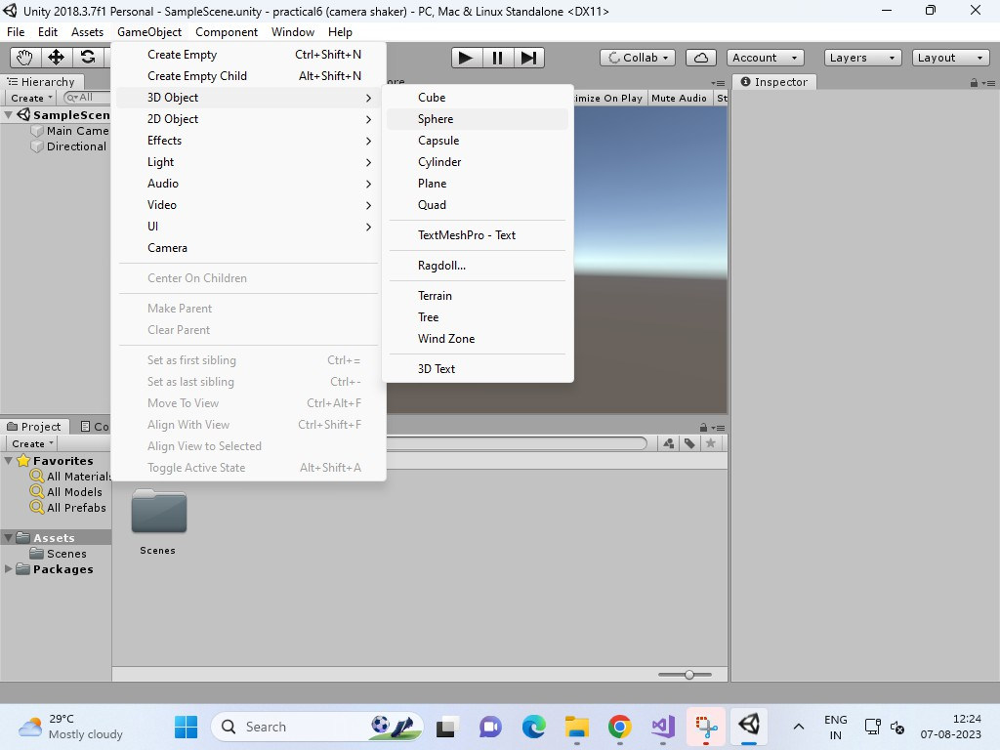 Unity 2018.3.7f1 Personal - SampleScene.unity - practical6 (camera shaker) - PC, Mac & Linux Standalone <DX11>
File Edit Assets GameObject Component Window Help
Collab Account Layers Layout
Hierarchy
Create All
SampleScen
Main Came
Directional
Create Empty Ctrl+Shift+N
Create Empty Child Alt+Shift+N
3D Object
2D Object
Effects
Light
Audio
Video
UI
Camera
Center On Children
Make Parent
Clear Parent
Set as first sibling Ctrl+=
Set as last sibling Ctrl+-
Move To View Ctrl+Alt+F
Align With View Ctrl+Shift+F
Align View to Selected
Toggle Active State Alt+Shift+A
Cube
Sphere
Capsule
Cylinder
Plane
Quad
TextMeshPro - Text
Ragdoll...
Terrain
Tree
Wind Zone
3D Text
ore
imize On Play Mute Audio St
Inspector
Project Co
Create
Favorites
All Materials
All Models
All Prefabs
Assets
Scenes
Packages
Scenes
29°C
Mostly cloudy
Search
ENG
IN
12:24
07-08-2023